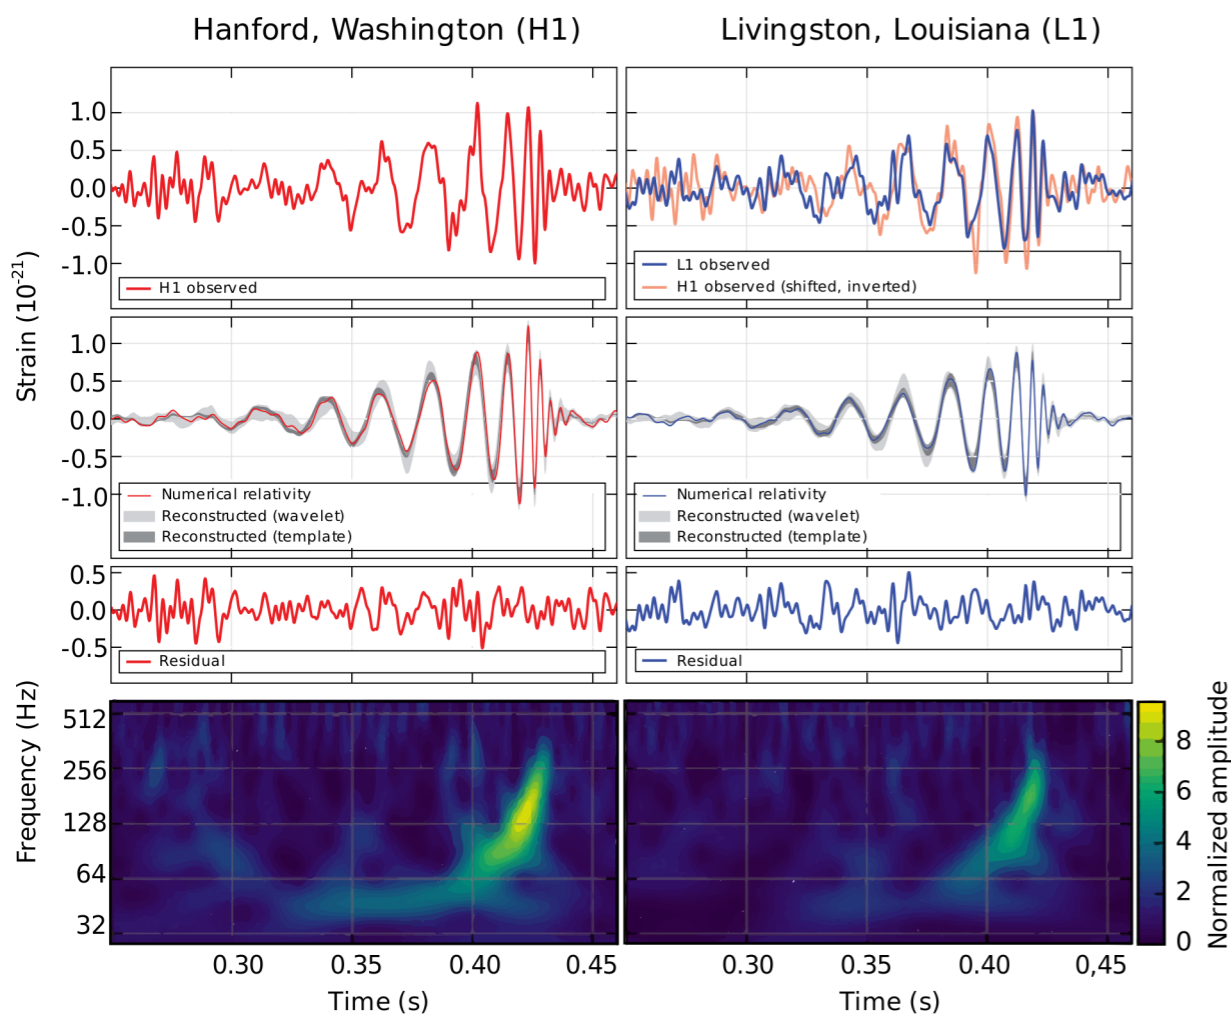 Hanford, Washington (H1)
Livingston, Louisiana (L1)
Strain (10-21)
1.0
0.5
0.0
-0.5
-1.0
H1 observed
L1 observed
H1 observed (shifted, inverted)
1.0
0.5
0.0
-0.5
-1.0
Numerical relativity
Reconstructed (wavelet)
Reconstructed (template)
Numerical relativity
Reconstructed (wavelet)
Reconstructed (template)
0.5
0.0
-0.5
Residual
Residual
Frequency (Hz)
512
256
128
64
32
0.30
0.35
0.40
0.45
Time (s)
0.30
0.35
0.40
0,45
Time (s)
8
6
4
2
0
Normalized amplitude